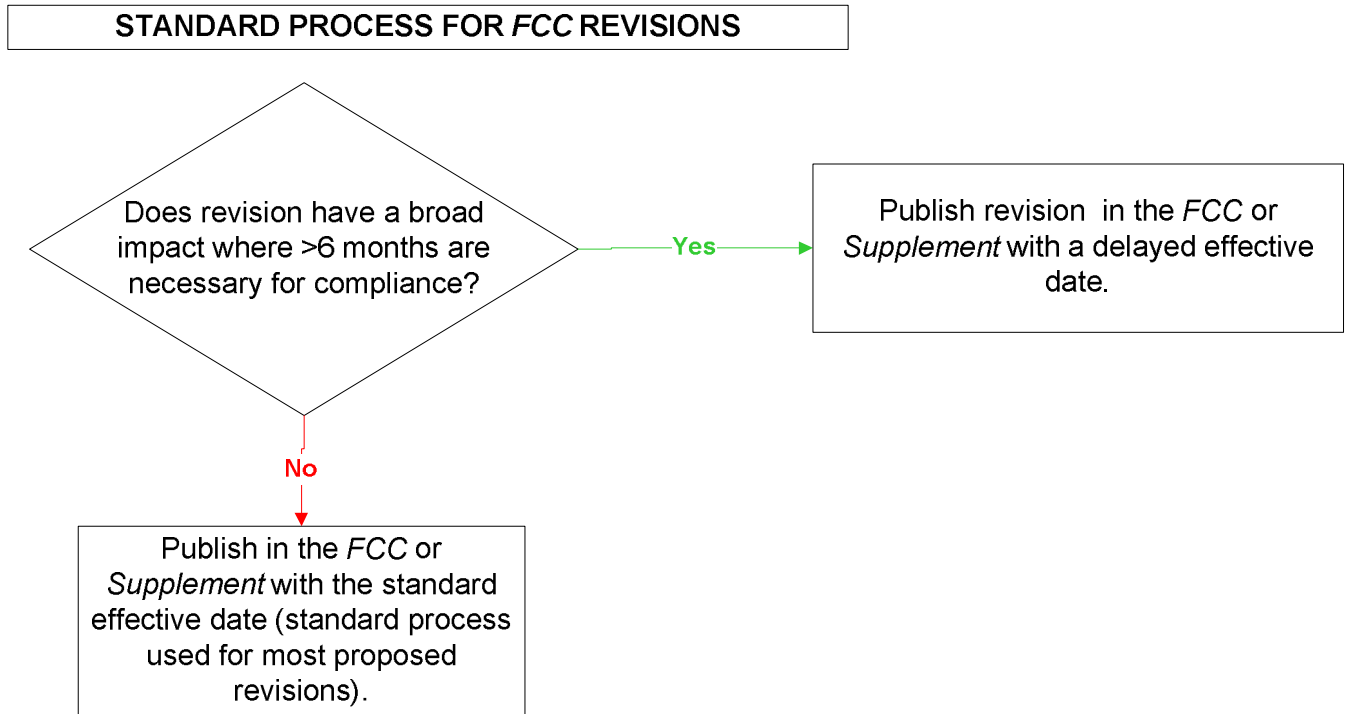 STANDARD PROCESS FOR FCC REVISIONS
Does revision have a broad
impact where >6 months are
necessary for compliance?
Yes
Publish revision in the FCC or
Supplement with a delayed effective
date.
No
Publish in the FCC or
Supplement with the standard
effective date (standard process
used for most proposed
revisions).